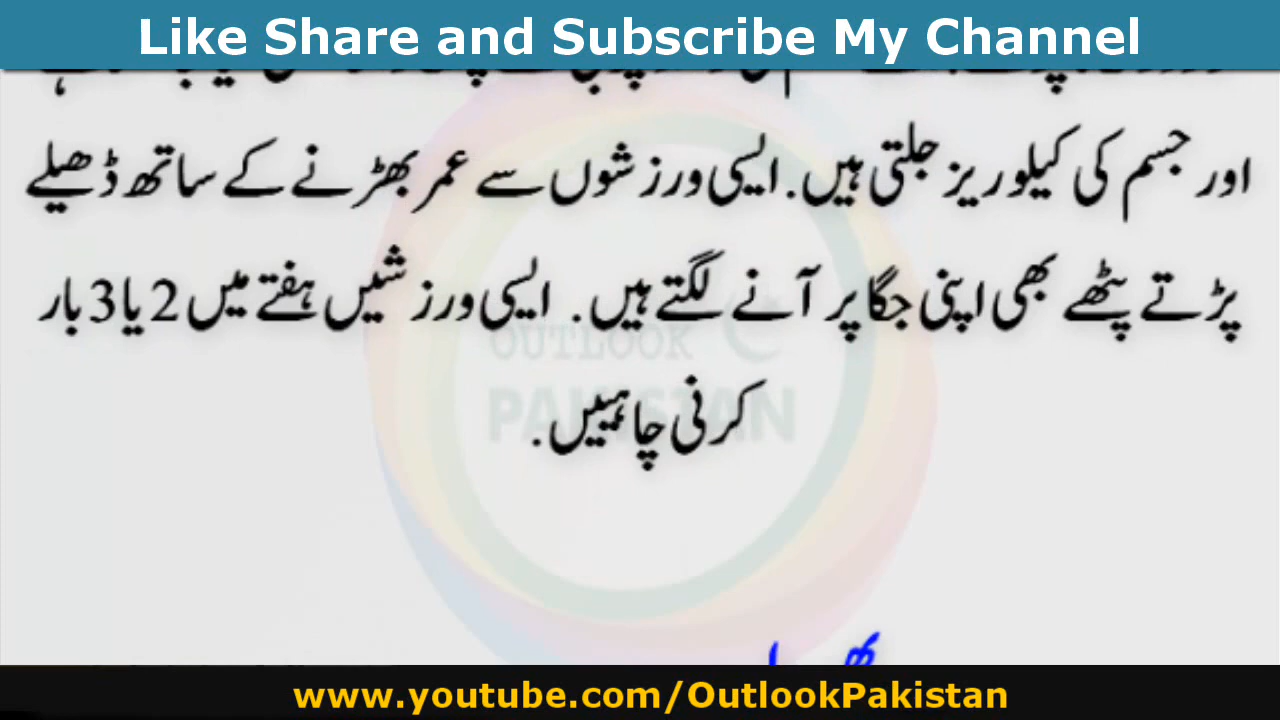 Like Share and Subscribe My Channel
اور جسم کی کیلوریز جلتی ہیں. ایسی ورزشوں سے عمر بھڑنے کے ساتھ ڈھیلے
پڑتے پٹھے بھی اپنی جگا پر آنے لگتے ہیں. ایسی ورزشیں ہفتے میں 2 یا 3 بار
OUTLOOK
PAKISTAN
کرنی چاہئیں.
www.youtube.com/OutlookPakistan